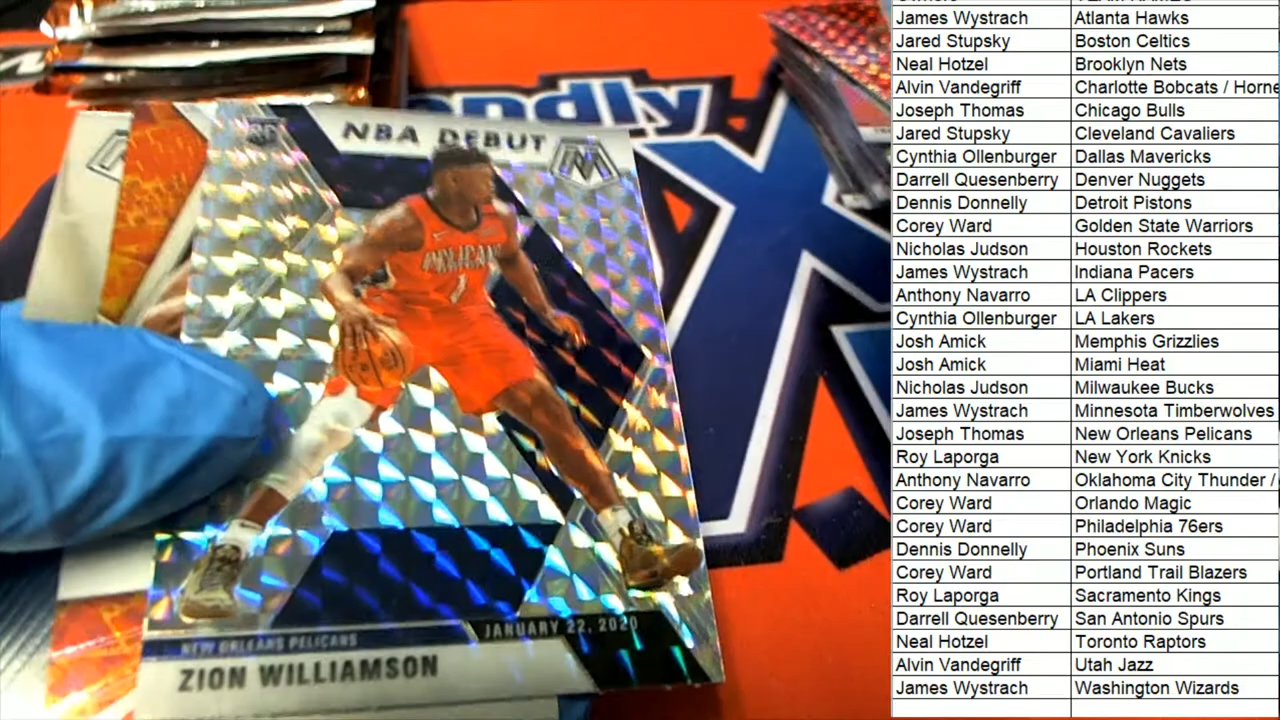 RC
NBA DEBUT
ndly
X
PELICANS
1
NEW ORLEANS PELICANS
JANUARY 22, 2020
ZION WILLIAMSON
James Wystrach Atlanta Hawks
Jared Stupsky Boston Celtics
Neal Hotzel Brooklyn Nets
Alvin Vandegriff Charlotte Bobcats / Horne
Joseph Thomas Chicago Bulls
Jared Stupsky Cleveland Cavaliers
Cynthia Ollenburger Dallas Mavericks
Darrell Quesenberry Denver Nuggets
Dennis Donnelly Detroit Pistons
Corey Ward Golden State Warriors
Nicholas Judson Houston Rockets
James Wystrach Indiana Pacers
Anthony Navarro LA Clippers
Cynthia Ollenburger LA Lakers
Josh Amick Memphis Grizzlies
Josh Amick Miami Heat
Nicholas Judson Milwaukee Bucks
James Wystrach Minnesota Timberwolves
Joseph Thomas New Orleans Pelicans
Roy Laporga New York Knicks
Anthony Navarro Oklahoma City Thunder /
Corey Ward Orlando Magic
Corey Ward Philadelphia 76ers
Dennis Donnelly Phoenix Suns
Corey Ward Portland Trail Blazers
Roy Laporga Sacramento Kings
Darrell Quesenberry San Antonio Spurs
Neal Hotzel Toronto Raptors
Alvin Vandegriff Utah Jazz
James Wystrach Washington Wizards